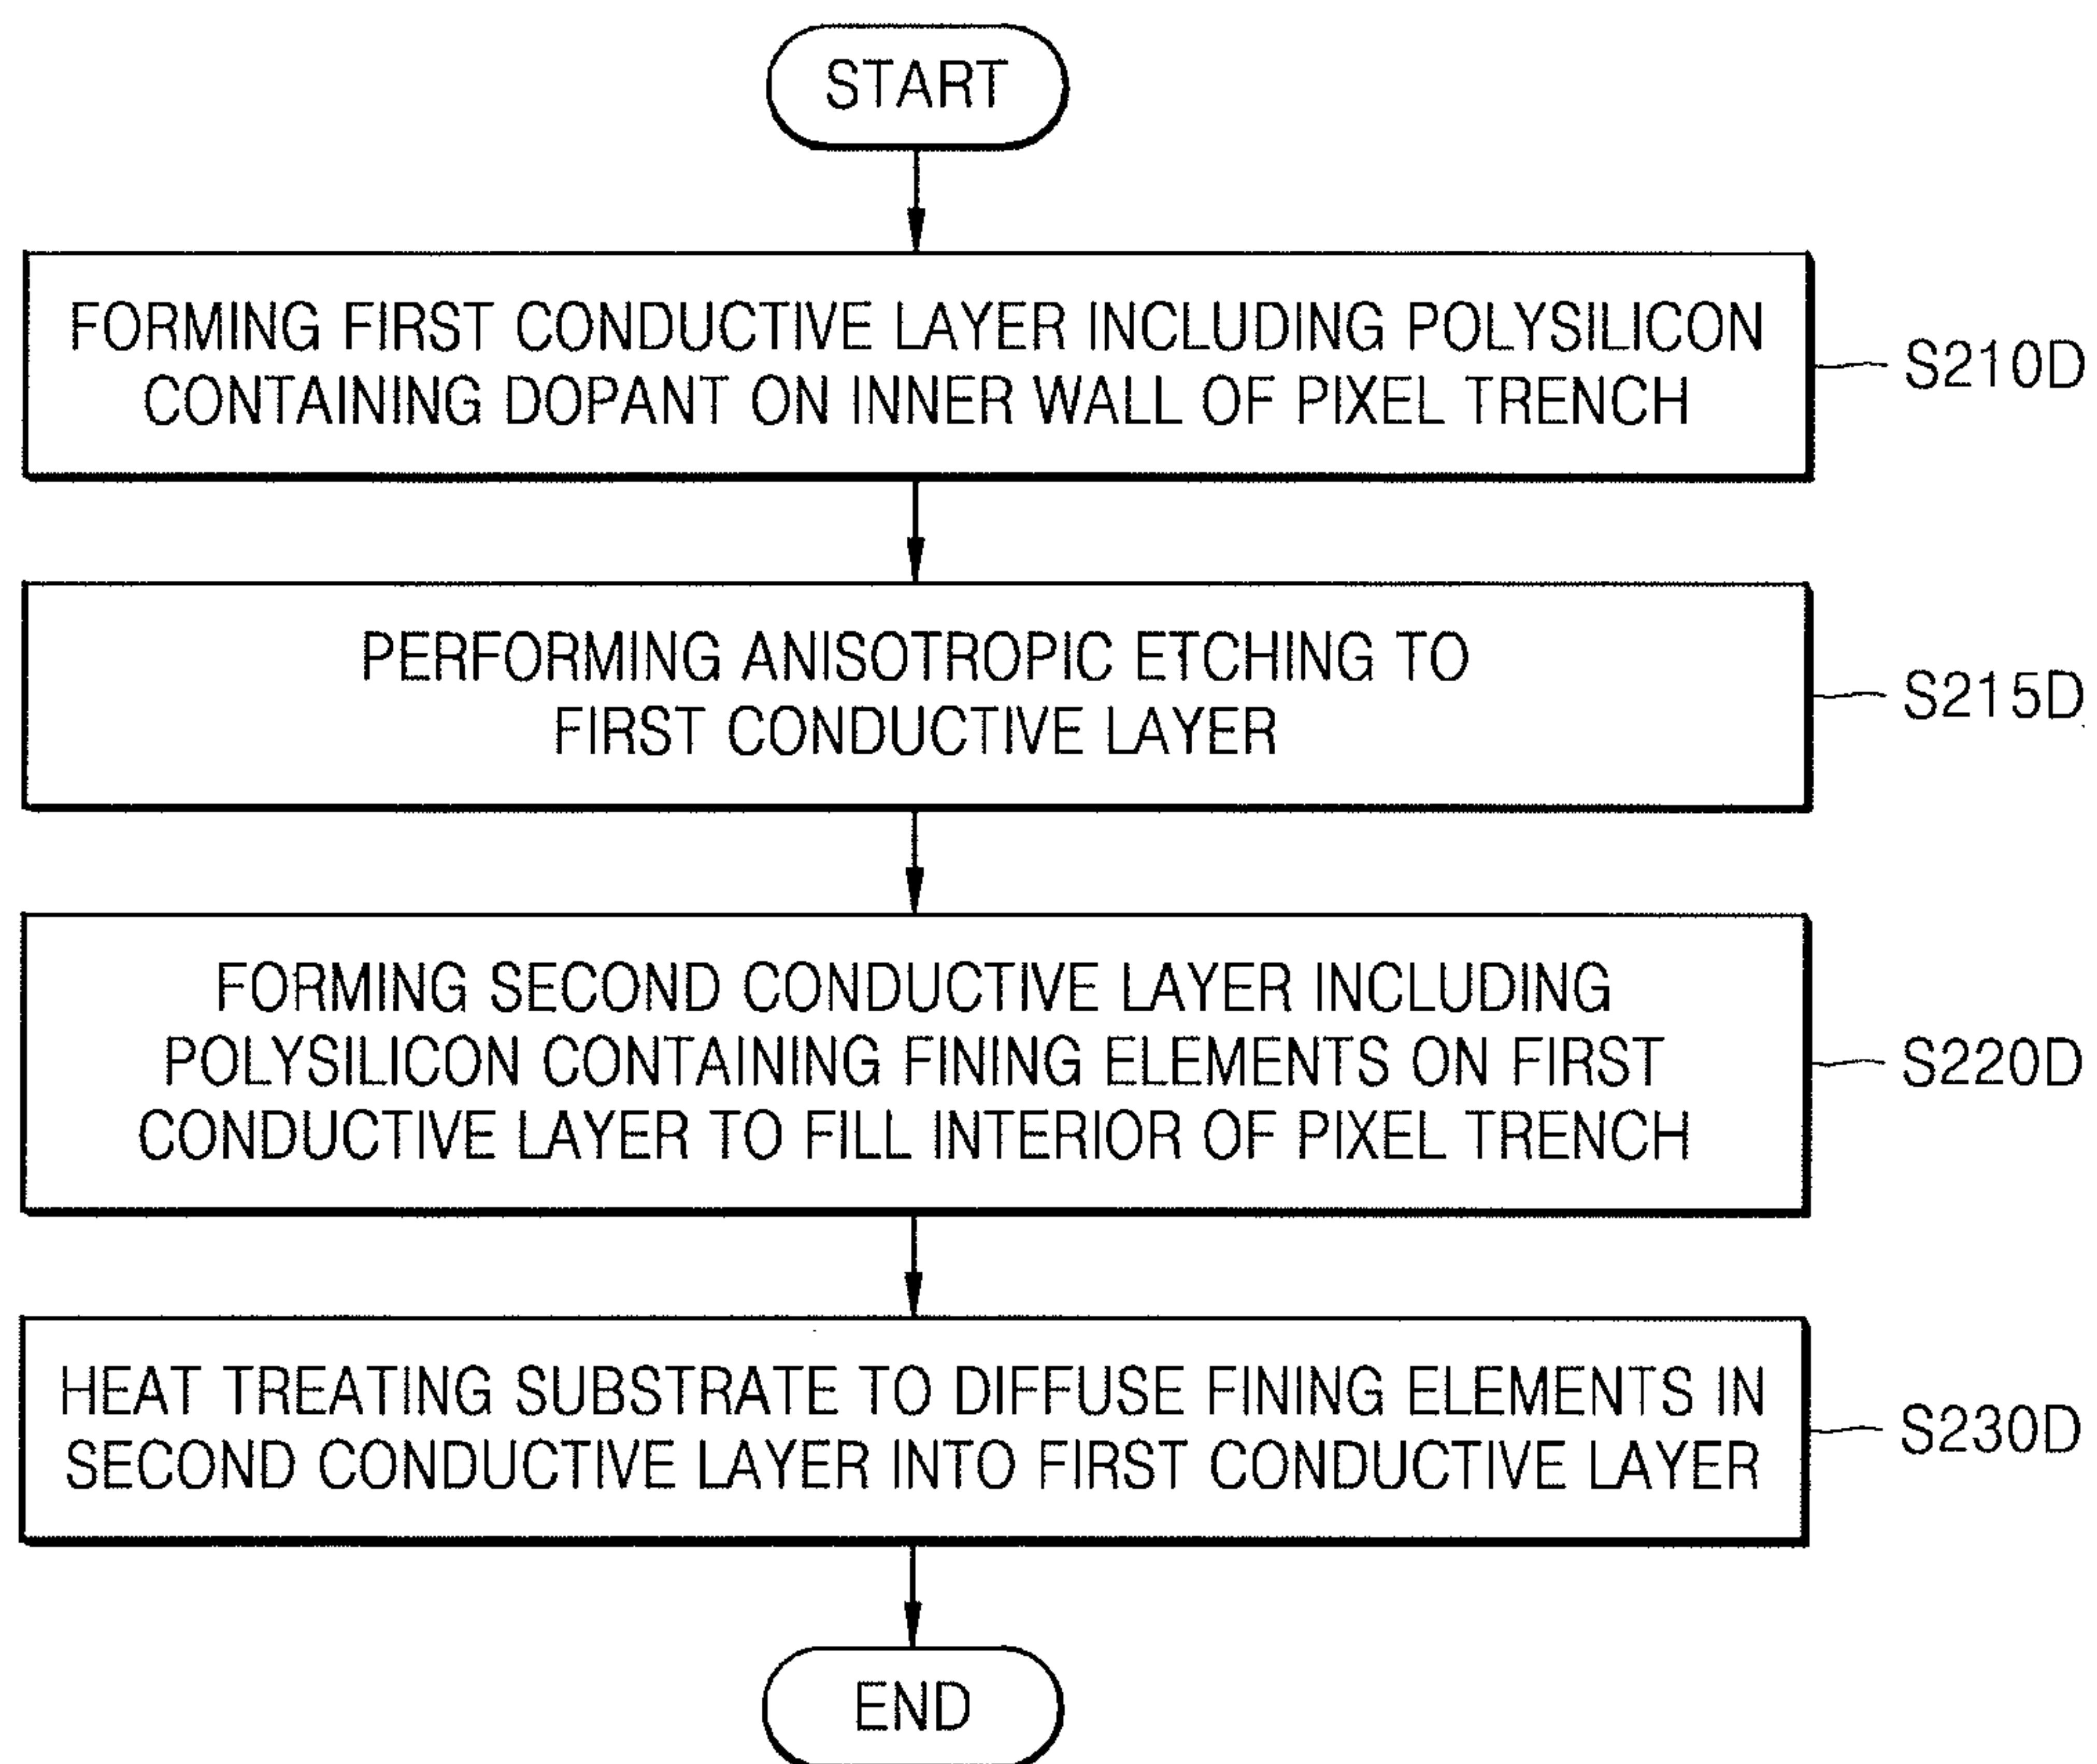 START
FORMING FIRST CONDUCTIVE LAYER INCLUDING POLYSILICON
CONTAINING DOPANT ON INNER WALL OF PIXEL TRENCH
S210D
PERFORMING ANISOTROPIC ETCHING TO
FIRST CONDUCTIVE LAYER
S215D
FORMING SECOND CONDUCTIVE LAYER INCLUDING
POLYSILICON CONTAINING FINING ELEMENTS ON FIRST
CONDUCTIVE LAYER TO FILL INTERIOR OF PIXEL TRENCH
S220D
HEAT TREATING SUBSTRATE TO DIFFUSE FINING ELEMENTS IN
SECOND CONDUCTIVE LAYER INTO FIRST CONDUCTIVE LAYER
S230D
END